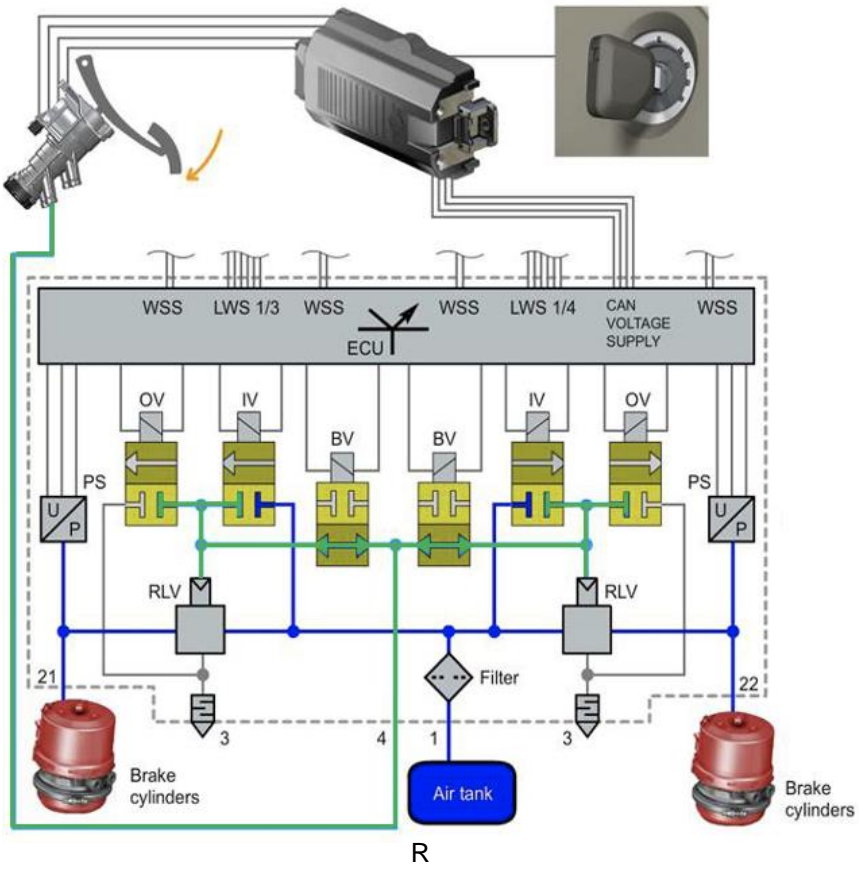 WSS LWS 1/3 WSS WSS LWS 1/4 CAN WSS
VOLTAGE
SUPPLY
ECU
OV IV IV OV
BV BV
PS PS
U U
P P
RLV RLV
21 Filter 22
3 4 1 3
Brake
cylinders
Air tank
Brake
cylinders
R